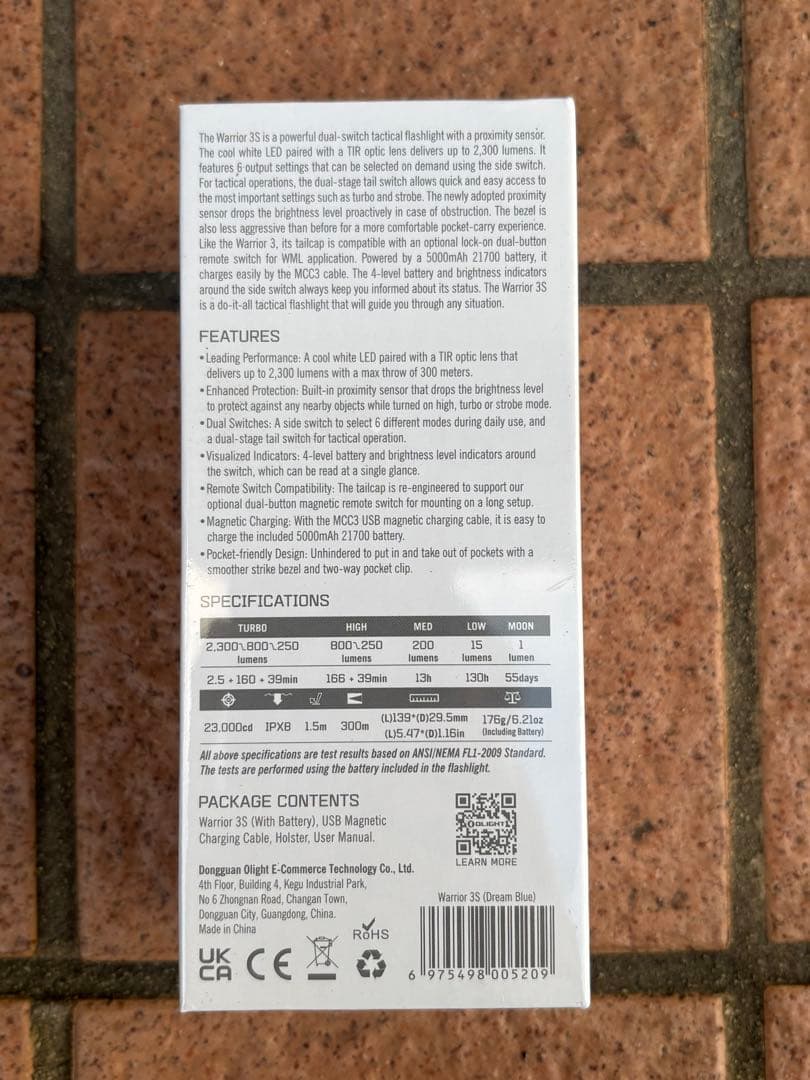 The Warrior 3S is a powerful dual-switch tactical flashlight with a proximity sensor.
The cool white LED paired with a TIR optic lens delivers up to 2,300 lumens. It
features 6 output settings that can be selected on demand using the side switch.
For tactical operations, the dual-stage tail switch allows quick and easy access to
the most important settings such as turbo and strobe. The newly adopted proximity
sensor drops the brightness level proactively in case of obstruction. The bezel is
also less aggressive than before for a more comfortable pocket-carry experience.
Like the Warrior 3, its tailcap is compatible with an optional lock-on dual-button
remote switch for WML application. Powered by a 5000mAh 21700 battery, it
charges easily by the MCC3 cable. The 4-level battery and brightness indicators
around the side switch always keep you informed about its status. The Warrior 3S
is a do-it-all tactical flashlight that will guide you through any situation.
FEATURES
• Leading Performance: A cool white LED paired with a TIR optic lens that
delivers up to 2,300 lumens with a max throw of 300 meters.
• Enhanced Protection: Built-in proximity sensor that drops the brightness level
to protect against any nearby objects while turned on high, turbo or strobe mode.
• Dual Switches: A side switch to select 6 different modes during daily use, and
a dual-stage tail switch for tactical operation.
• Visualized Indicators: 4-level battery and brightness level indicators around
the switch, which can be read at a single glance.
• Remote Switch Compatibility: The tailcap is re-engineered to support our
optional dual-button magnetic remote switch for mounting on a long setup.
• Magnetic Charging: With the MCC3 USB magnetic charging cable, it is easy to
charge the included 5000mAh 21700 battery.
• Pocket-friendly Design: Unhindered to put in and take out of pockets with a
smoother strike bezel and two-way pocket clip.
SPECIFICATIONS
TURBO HIGH MED LOW MOON
2,300↘800↘250 800↘250 200 15 1
lumens lumens lumens lumens lumen
2.5 + 160 + 39min 166 + 39min 13h 130h 55days
23,000cd IPX8 1.5m 300m (L)139*(D)29.5mm 176g/6.21oz
(L)5.47*(D)1.16in (Including Battery)
All above specifications are test results based on ANSI/NEMA FL1-2009 Standard.
The tests are performed using the battery included in the flashlight.
PACKAGE CONTENTS
Warrior 3S (With Battery), USB Magnetic
Charging Cable, Holster, User Manual.
OLIGHT
LEARN MORE
Dongguan Olight E-Commerce Technology Co., Ltd.
4th Floor, Building 4, Kegu Industrial Park,
No 6 Zhongnan Road, Changan Town,
Dongguan City, Guangdong, China.
Made in China
Warrior 3S (Dream Blue)
RoHS
UK
CA
CE
6 975498 005209